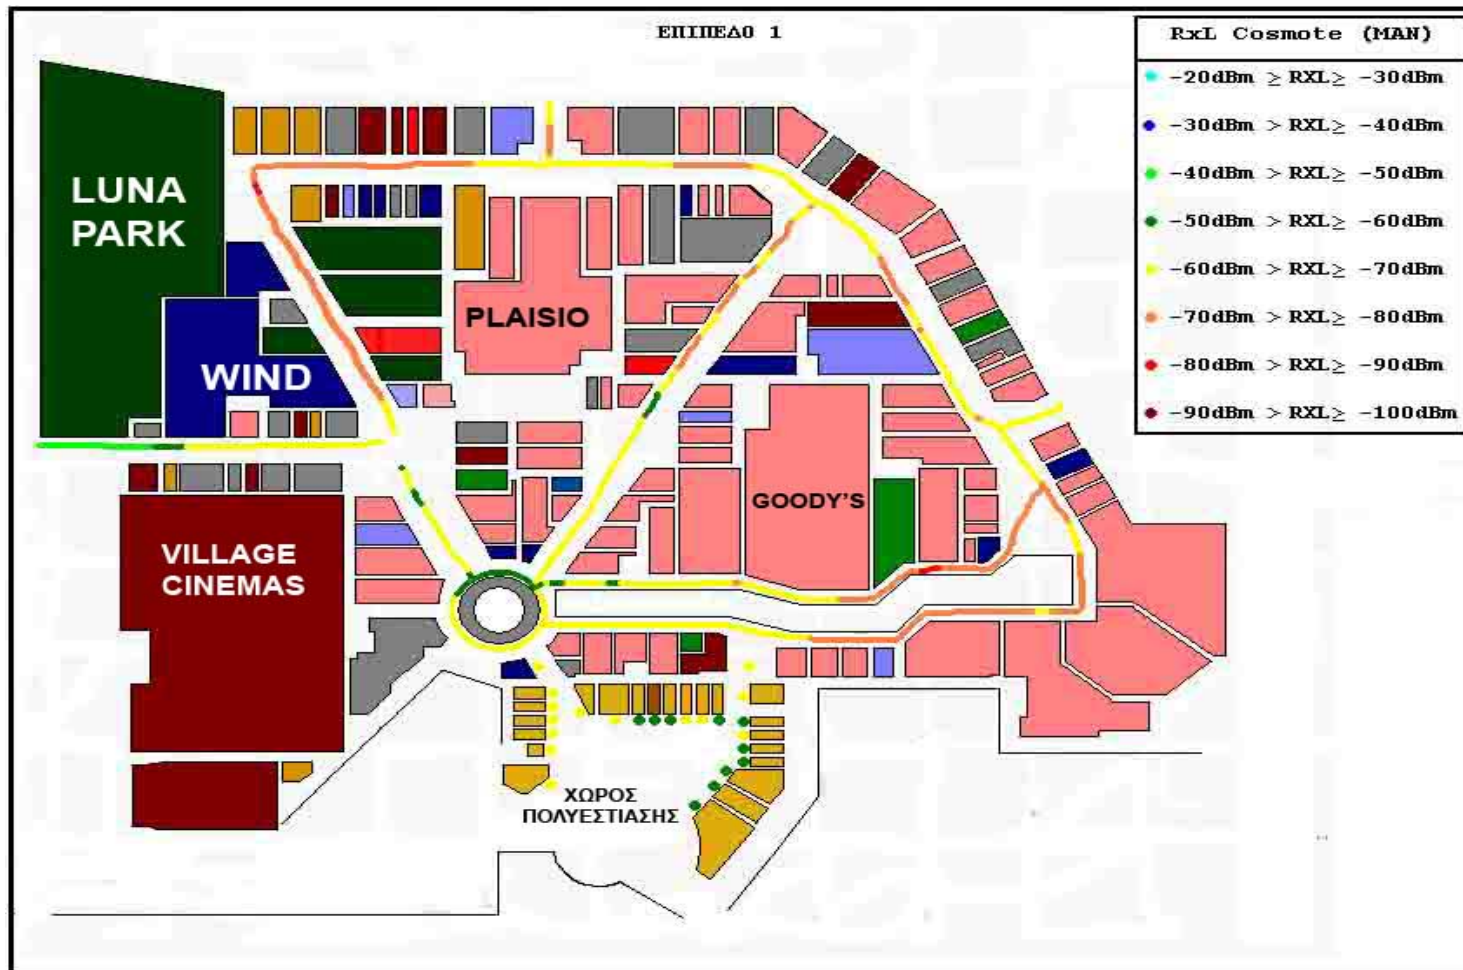 ΕΠΙΠΕΔΟ 1
RxL Cosmote (MAN)
-20dBm ≥ RXL≥ -30dBm
-30dBm > RXL≥ -40dBm
-40dBm > RXL≥ -50dBm
-50dBm > RXL≥ -60dBm
-60dBm > RXL≥ -70dBm
-70dBm > RXL≥ -80dBm
-80dBm > RXL≥ -90dBm
-90dBm > RXL≥ -100dBm
LUNA
PARK
PLAISIO
WIND
GOODY'S
VILLAGE
CINEMAS
ΧΩΡΟΣ
ΠΟΛΥΕΣΤΙΑΣΗΣ